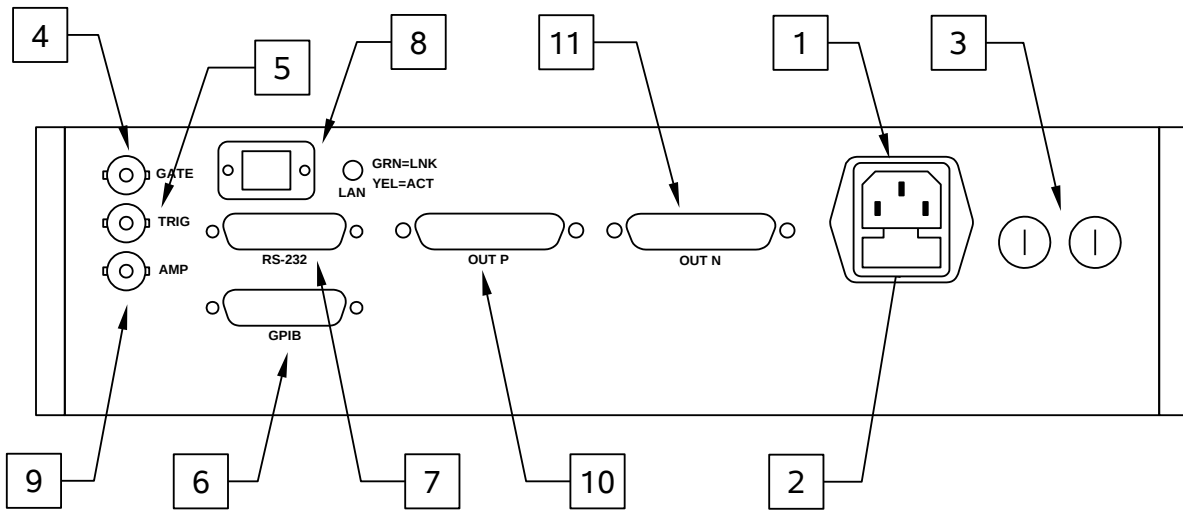 4
5
8
11
1
3
GATE
TRIG
AMP
GRN=LNK
YEL=ACT
LAN
RS-232
GPIB
OUT P
OUT N
9
6
7
10
2